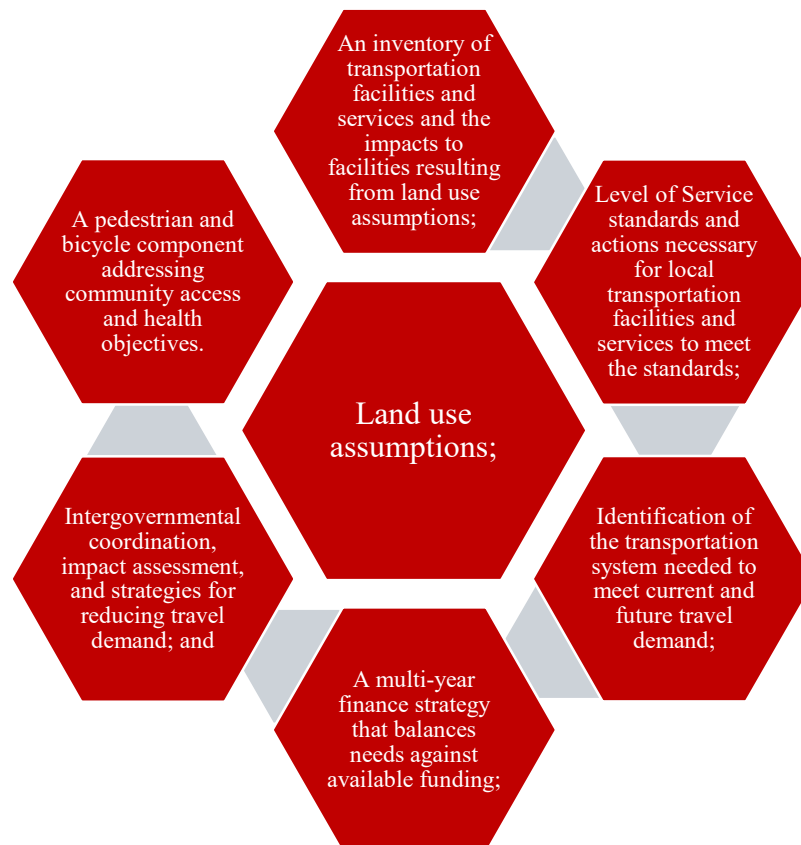 An inventory of
transportation
facilities and
services and the
impacts to
facilities resulting
from land use
assumptions;
Level of Service
standards and
actions necessary
for local
transportation
facilities and
services to meet
the standards;
Identification of
the transportation
system needed to
meet current and
future travel
demand;
A multi-year
finance strategy
that balances
needs against
available funding;
Intergovernmental
coordination,
impact assessment,
and strategies for
reducing travel
demand; and
A pedestrian and
bicycle component
addressing
community access
and health
objectives.
Land use
assumptions;